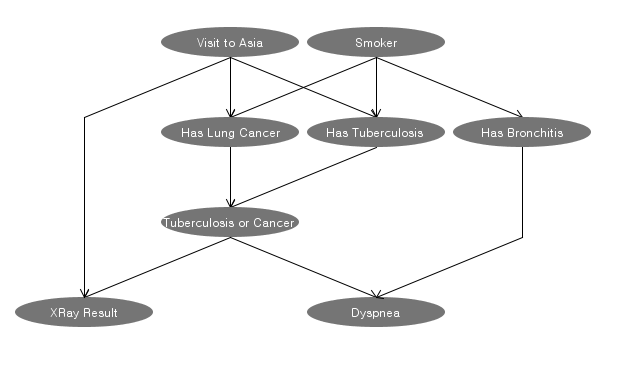 Visit to Asia
Smoker
Has Lung Cancer
Has Tuberculosis
Has Bronchitis
Tuberculosis or Cancer
XRay Result
Dyspnea